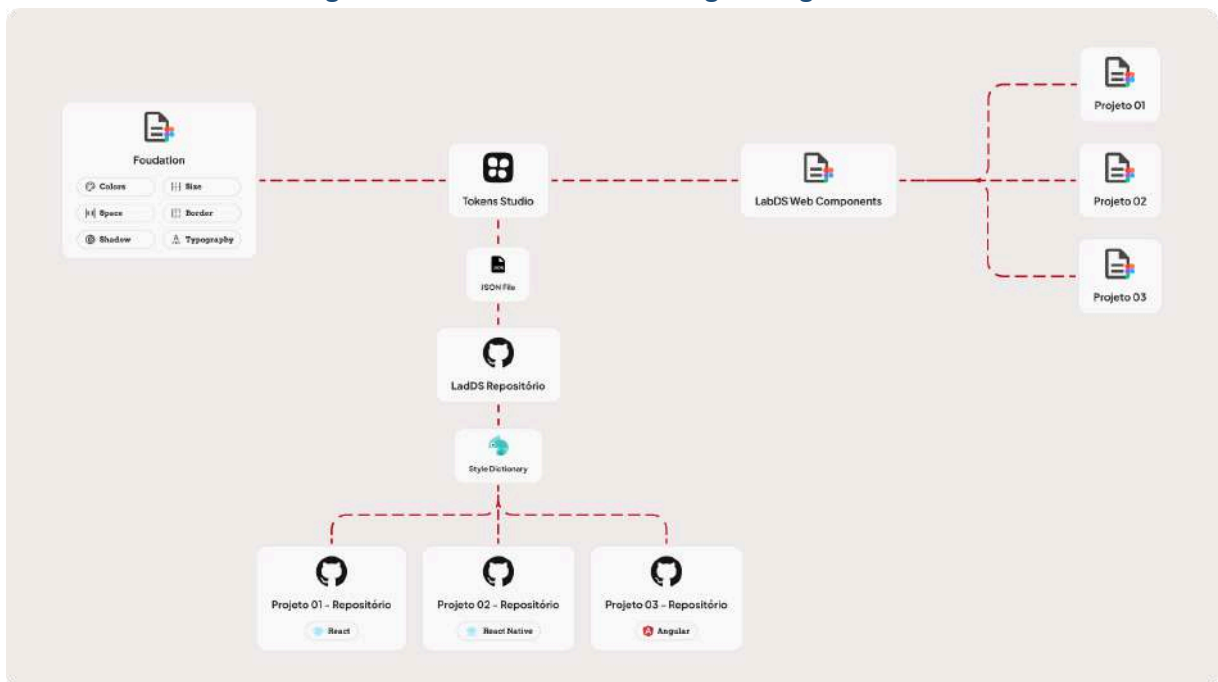 Foudation
Colors
Size
Space
Border
Shadow
Typography
Tokens Studio
LabDS Web Components
Projeto 01
Projeto 02
Projeto 03
JSON File
LadDS Repositório
Style Dictionary
Projeto 01 - Repositório
Projeto 02 - Repositório
Projeto 03 - Repositório
React
React Native
Angular